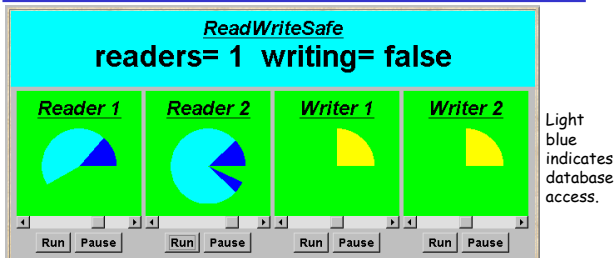 ReadWriteSafe
readers= 1 writing= false
Reader 1 Reader 2 Writer 1 Writer 2
Light
blue
indicates
database
access.
Run Pause Run Pause Run Pause Run Pause